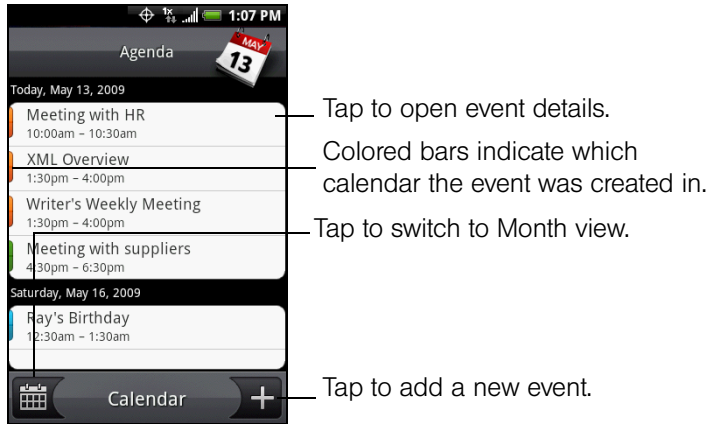 1x 1:07 PM
Agenda
MAY
13
Today, May 13, 2009
Meeting with HR
10:00am – 10:30am
XML Overview
1:30pm – 4:00pm
Writer's Weekly Meeting
1:30pm – 4:00pm
Meeting with suppliers
4:30pm – 6:30pm
Saturday, May 16, 2009
Ray's Birthday
12:30am – 1:30am
Calendar
Tap to open event details.
Colored bars indicate which
calendar the event was created in.
Tap to switch to Month view.
Tap to add a new event.